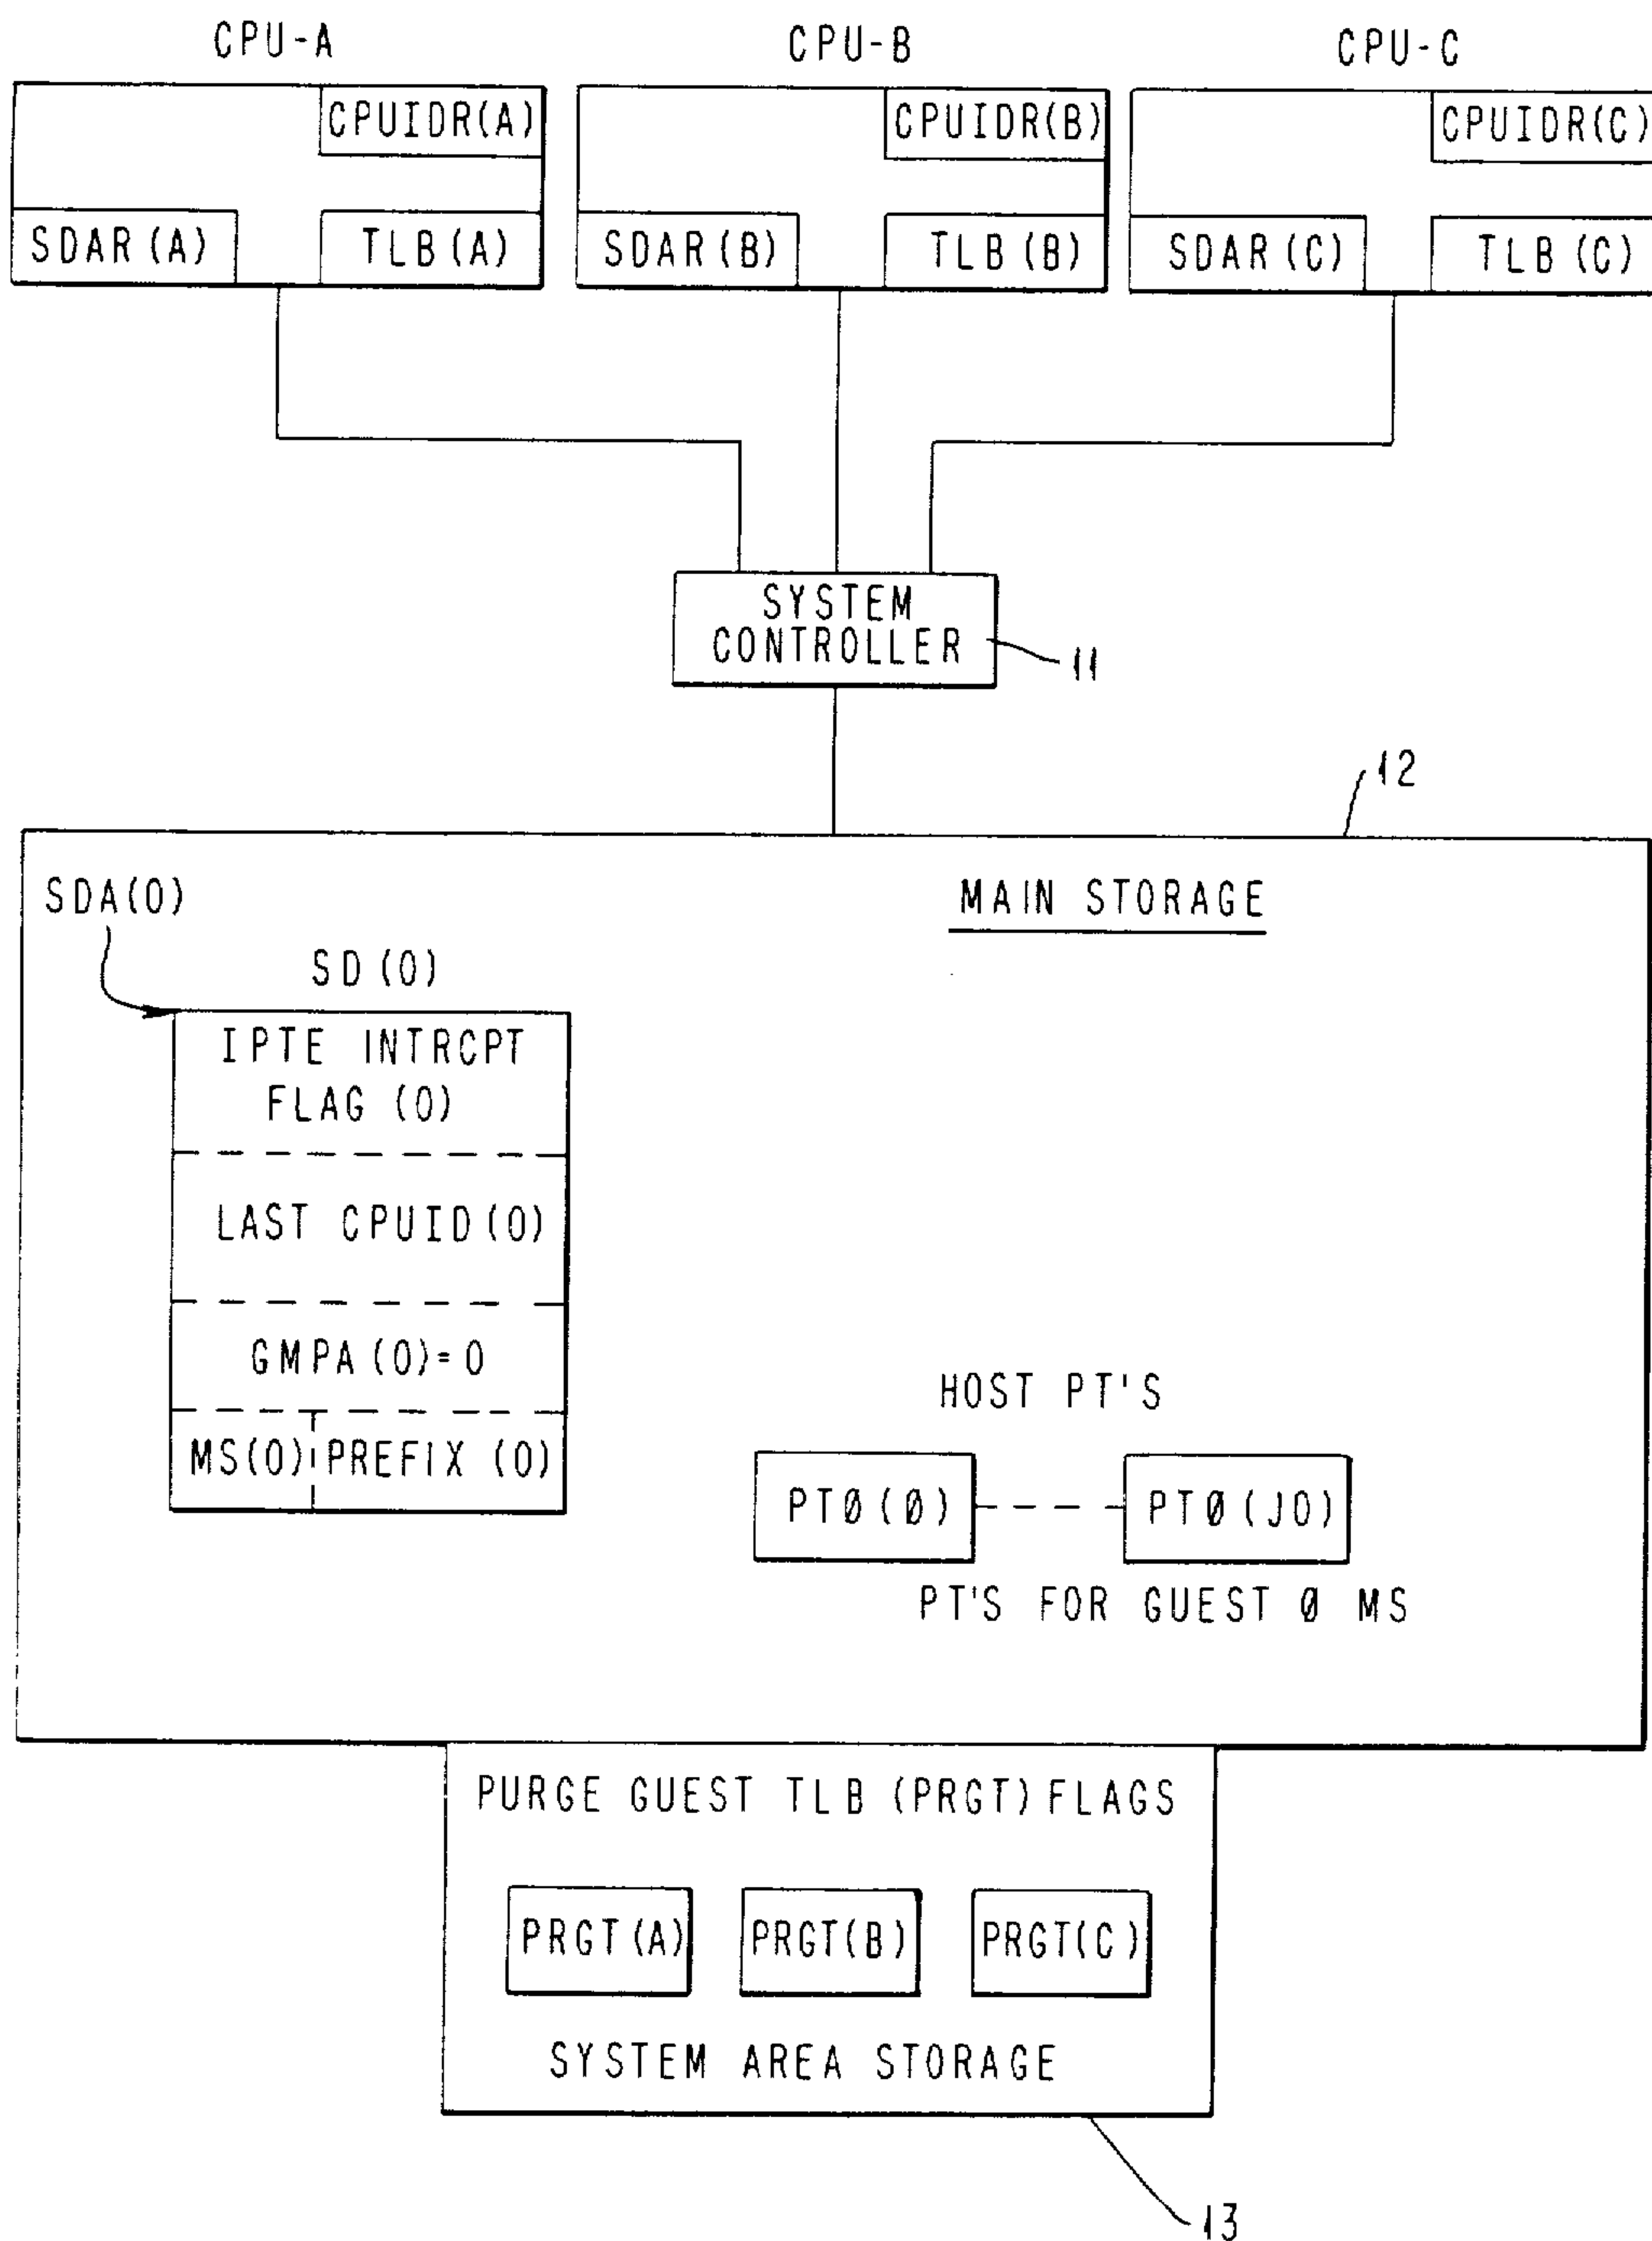 CPU-A CPU-B CPU-C
CPUIDR(A) CPUIDR(B) CPUIDR(C)
SDAR(A) TLB(A) SDAR(B) TLB(B) SDAR(C) TLB(C)
SYSTEM
CONTROLLER
11
12
SDA(0)
MAIN STORAGE
SD(0)
IPTE INTRCPT
FLAG (0)
LAST CPUID(0)
GMPA(0)=0
HOST PT'S
MS(0) PREFIX (0)
PTØ(Ø) PTØ(J0)
PT'S FOR GUEST Ø MS
PURGE GUEST TLB (PRGT) FLAGS
PRGT(A) PRGT(B) PRGT(C)
SYSTEM AREA STORAGE
13